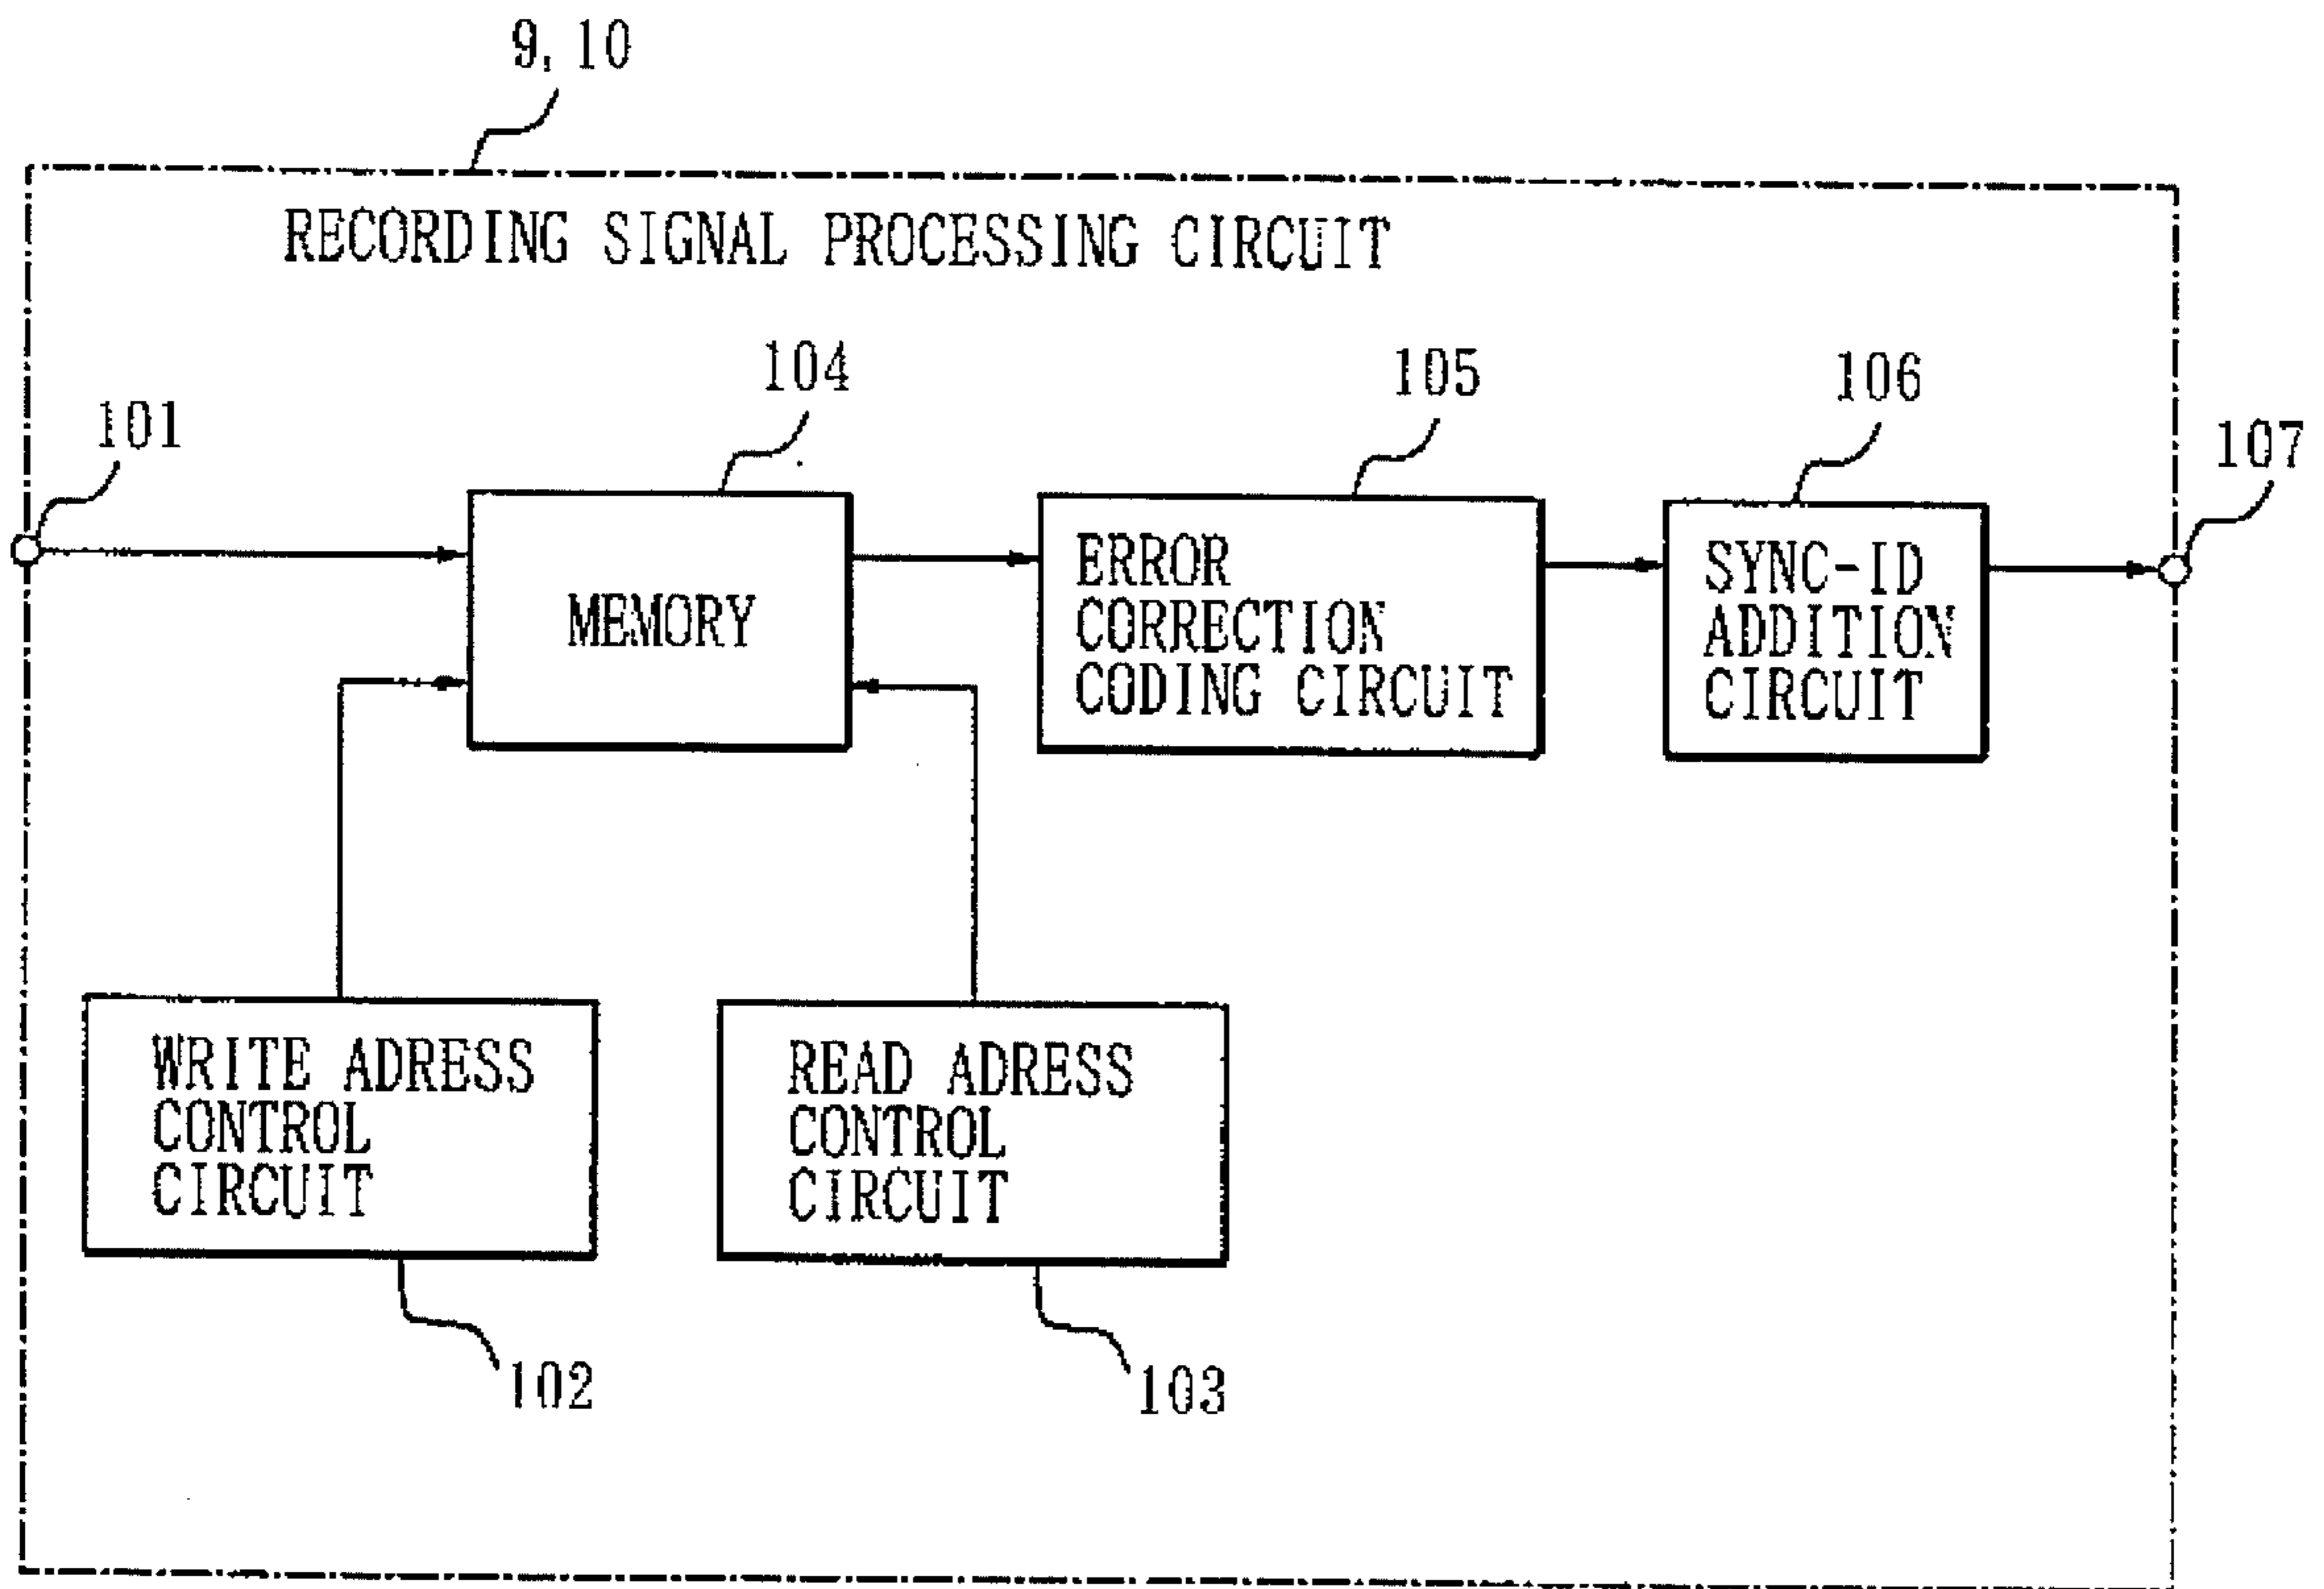 9, 10
RECORDING SIGNAL PROCESSING CIRCUIT
101
104
105
106
107
MEMORY
ERROR
CORRECTION
CODING CIRCUIT
SYNC-ID
ADDITION
CIRCUIT
WRITE ADRESS
CONTROL
CIRCUIT
READ ADRESS
CONTROL
CIRCUIT
102
103